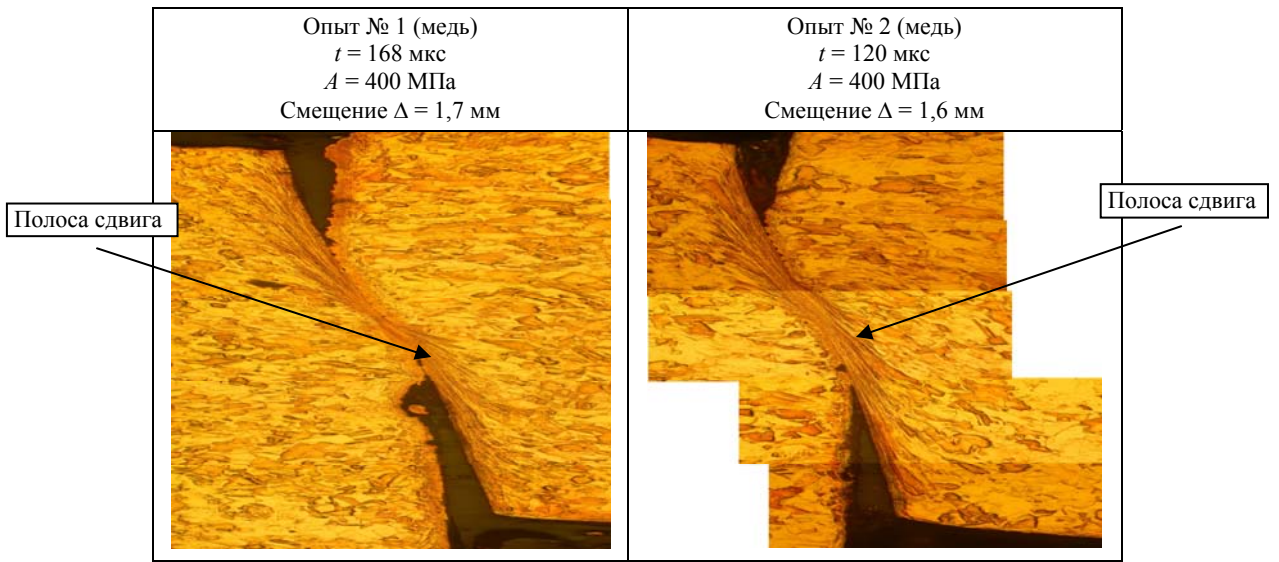 Опыт № 1 (медь)
t = 168 мкс
A = 400 МПа
Смещение Δ = 1,7 мм
Опыт № 2 (медь)
t = 120 мкс
A = 400 МПа
Смещение Δ = 1,6 мм
Полоса сдвига
Полоса сдвига